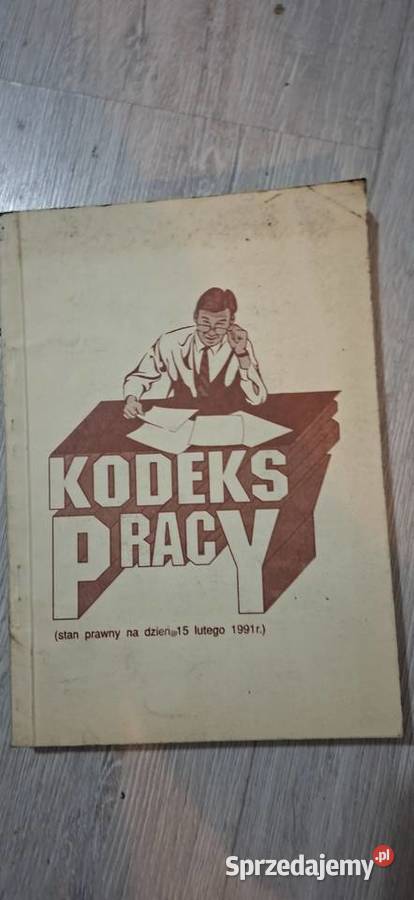 KODEKS
PRACY
(stan prawny na dzień 15 lutego 1991r.)
Sprzedajemy.pl